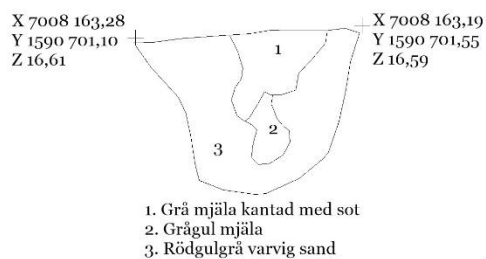 X 7008 163,28
Y 1590 701,10
Z 16,61
X 7008 163,19
Y 1590 701,55
Z 16,59
1
2
3
1. Grå mjäla kantad med sot
2. Grågul mjäla
3. Rödgulgrå varvig sand